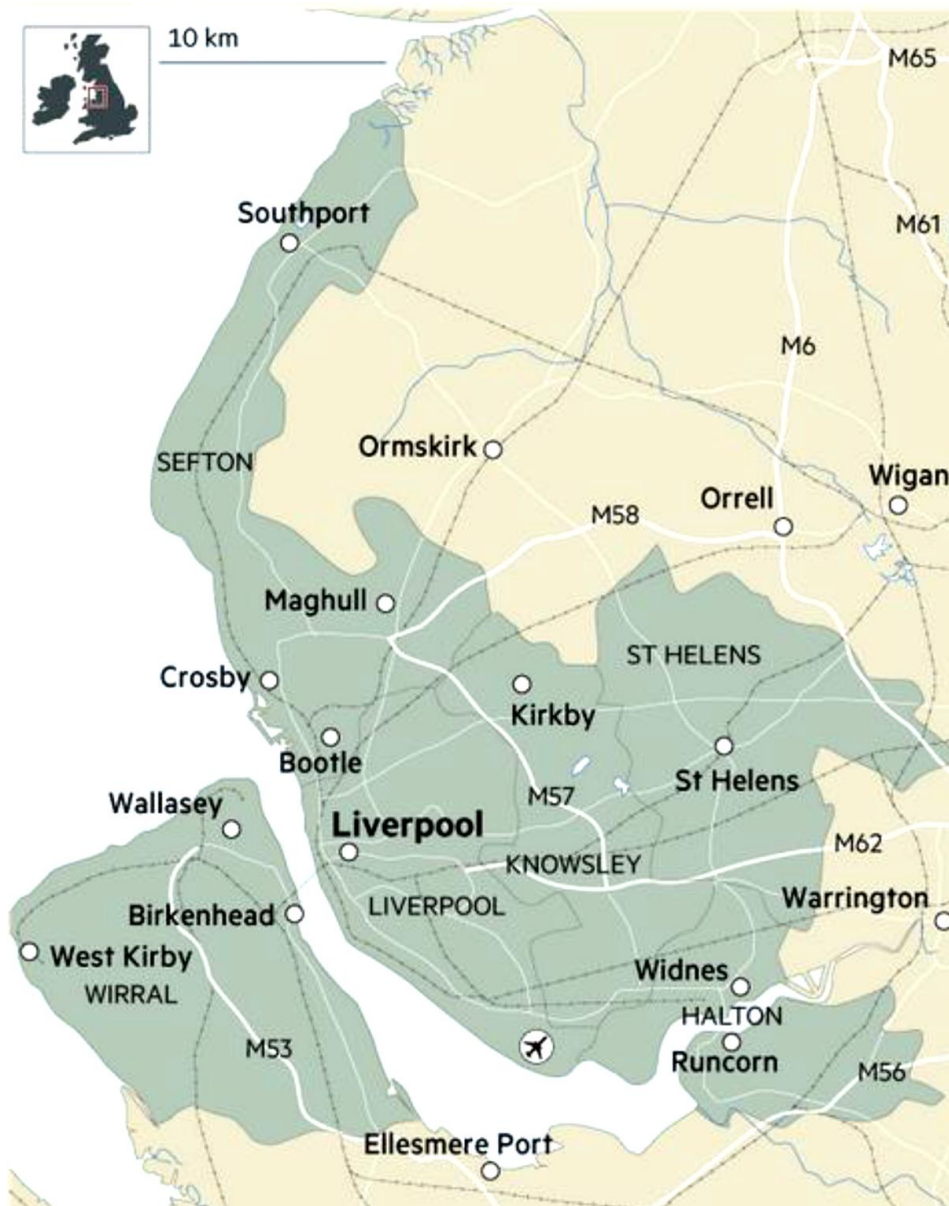 10 km
M65
Southport
M61
M6
Ormskirk
SEFTON
Wigan
Orrell
M58
Maghull
ST HELENS
Crosby
Kirkby
Bootle
St Helens
Wallasey
M57
Liverpool
M62
KNOWSLEY
Warrington
LIVERPOOL
Birkenhead
West Kirby
Widnes
WIRRAL
HALTON
M53
Runcorn
M56
Ellesmere Port